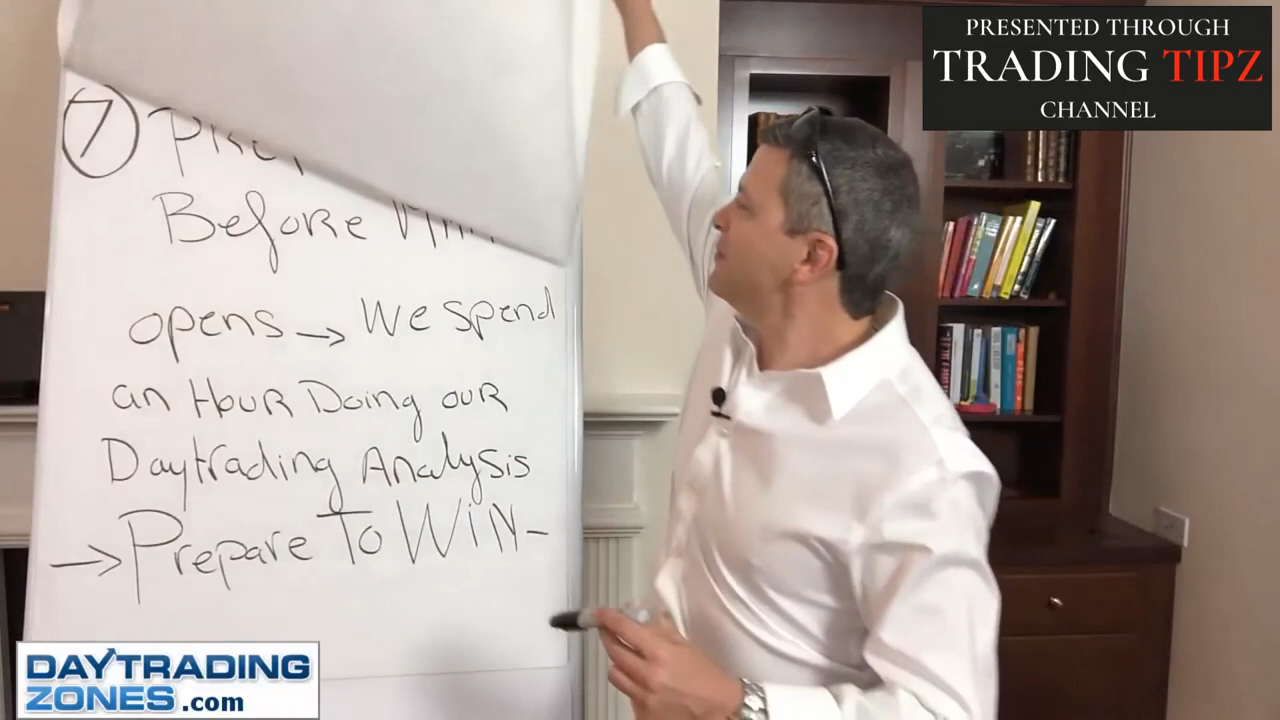 PRESENTED THROUGH
TRADING TIPZ
CHANNEL
7
Before
opens → We spend
an Hour Doing our
Daytrading Analysis
→ Prepare To WiN-
DAYTRADING
ZONES.com